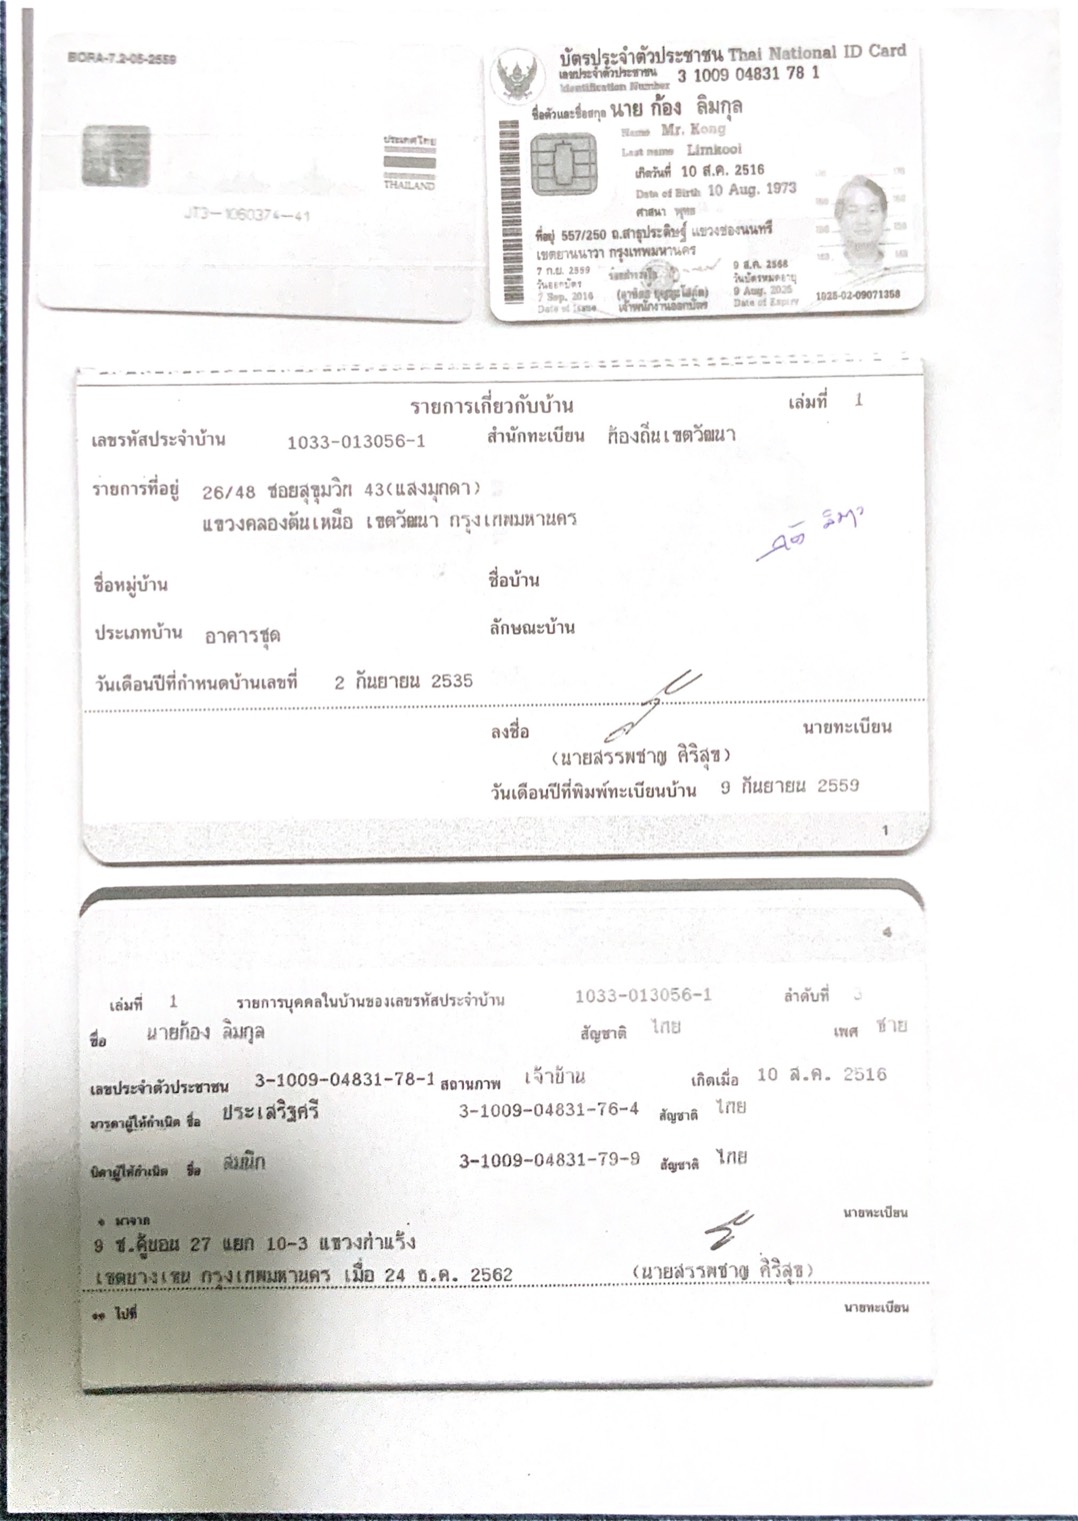 BORA-7.2-05-2559
ประเทศไทย
THAILAND
JT3-1060374-41
บัตรประจำตัวประชาชน Thai National ID Card
เลขประจำตัวประชาชน 3 1009 04831 78 1
Identification Number
ชื่อตัวและชื่อสกุล นาย ก้อง ลิมกุล
Name Mr. Kong
Last name Limkool
เกิดวันที่ 10 ส.ค. 2516
Date of Birth 10 Aug. 1973
ศาสนา พุทธ
ที่อยู่ 557/250 ถ.สาธุประดิษฐ์ แขวงช่องนนทรี
เขตยานนาวา กรุงเทพมหานคร
7 ก.ย. 2559
วันออกบัตร
7 Sep. 2016
Date of Issue
เจ้าพนักงานออกบัตร
9 ส.ค. 2568
วันบัตรหมดอายุ
9 Aug. 2025
Date of Expiry
1025-02-09071358
รายการเกี่ยวกับบ้าน เล่มที่ 1
เลขรหัสประจำบ้าน 1033-013056-1 สำนักทะเบียน ท้องถิ่นเขตวัฒนา
รายการที่อยู่ 26/48 ซอยสุขุมวิท 43(แสงมุกดา)
แขวงคลองตันเหนือ เขตวัฒนา กรุงเทพมหานคร
ชื่อหมู่บ้าน ชื่อบ้าน
ประเภทบ้าน อาคารชุด ลักษณะบ้าน
วันเดือนปีที่กำหนดบ้านเลขที่ 2 กันยายน 2535
ลงชื่อ นายทะเบียน
(นายสรรพชาญ ศิริสุข)
วันเดือนปีที่พิมพ์ทะเบียนบ้าน 9 กันยายน 2559
1
4
เล่มที่ 1 รายการบุคคลในบ้านของเลขรหัสประจำบ้าน 1033-013056-1 ลำดับที่ 3
ชื่อ นายก้อง ลิมกุล สัญชาติ ไทย เพศ ชาย
เลขประจำตัวประชาชน 3-1009-04831-78-1 สถานภาพ เจ้าบ้าน เกิดเมื่อ 10 ส.ค. 2516
มารดาผู้ให้กำเนิด ชื่อ ประเสริฐศรี 3-1009-04831-76-4 สัญชาติ ไทย
บิดาผู้ให้กำเนิด ชื่อ สมนึก 3-1009-04831-79-9 สัญชาติ ไทย
* มาจาก นายทะเบียน
9 ซ.คู้บอน 27 แยก 10-3 แขวงท่าแร้ง
เขตบางเขน กรุงเทพมหานคร เมื่อ 24 ธ.ค. 2562 (นายสรรพชาญ ศิริสุข)
** ไปที่ นายทะเบียน